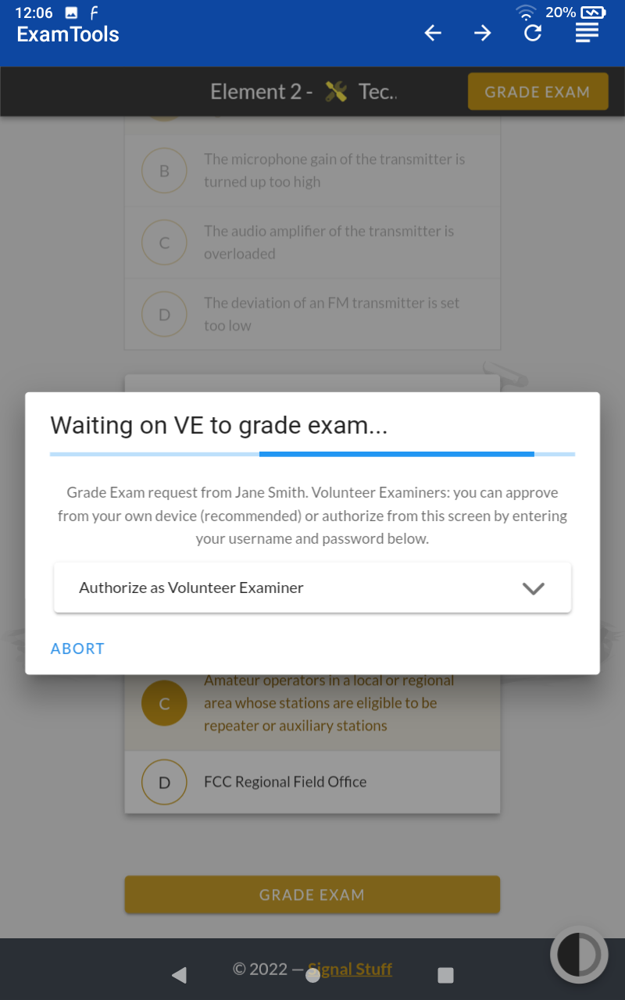 12:06
20%
ExamTools
Element 2 - Tec..
GRADE EXAM
B
The microphone gain of the transmitter is
turned up too high
C
The audio amplifier of the transmitter is
overloaded
D
The deviation of an FM transmitter is set
too low
Waiting on VE to grade exam...
Grade Exam request from Jane Smith. Volunteer Examiners: you can approve
from your own device (recommended) or authorize from this screen by entering
your username and password below.
Authorize as Volunteer Examiner
ABORT
Amateur operators in a local or regional
C
area whose stations are eligible to be
repeater or auxiliary stations
D
FCC Regional Field Office
GRADE EXAM
© 2022 — Signal Stuff